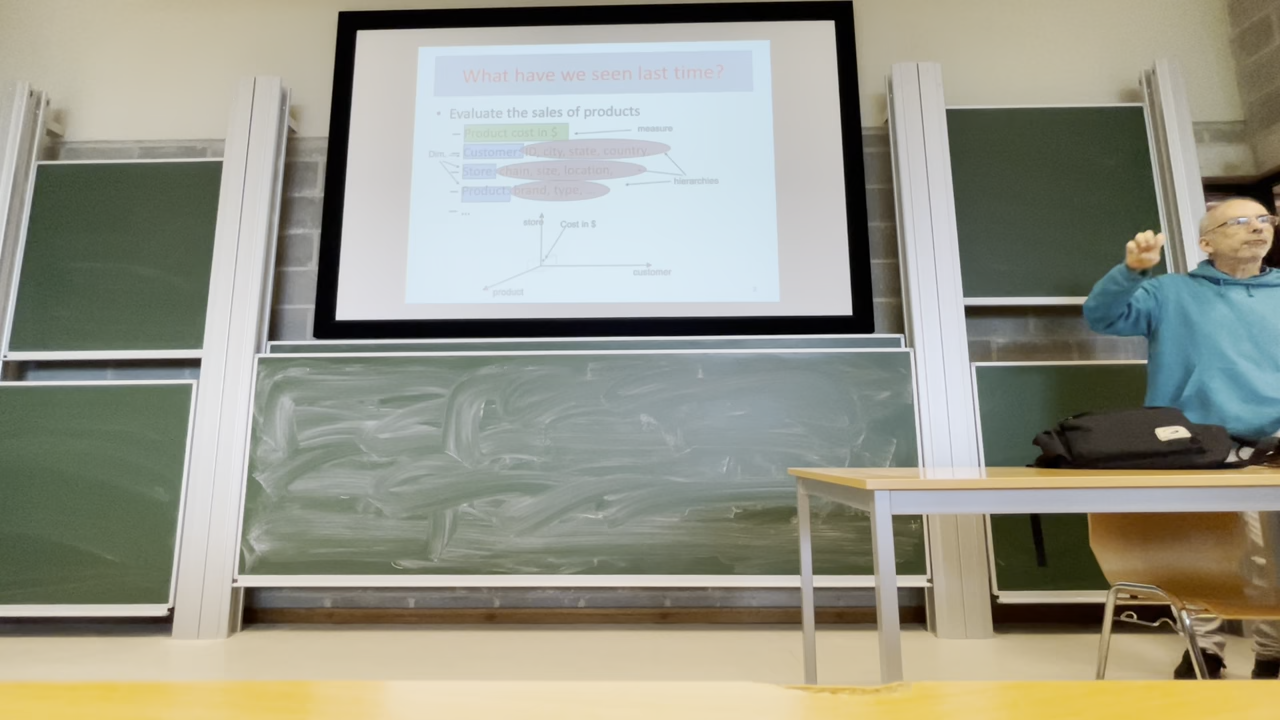 What have we seen last time?
• Evaluate the sales of products
– Product cost in $
measure
– Customer: ID, city, state, country,
– Store: chain, size, location,
hierarchies
– Product: brand, type,
– ...
store
Cost in $
customer
product